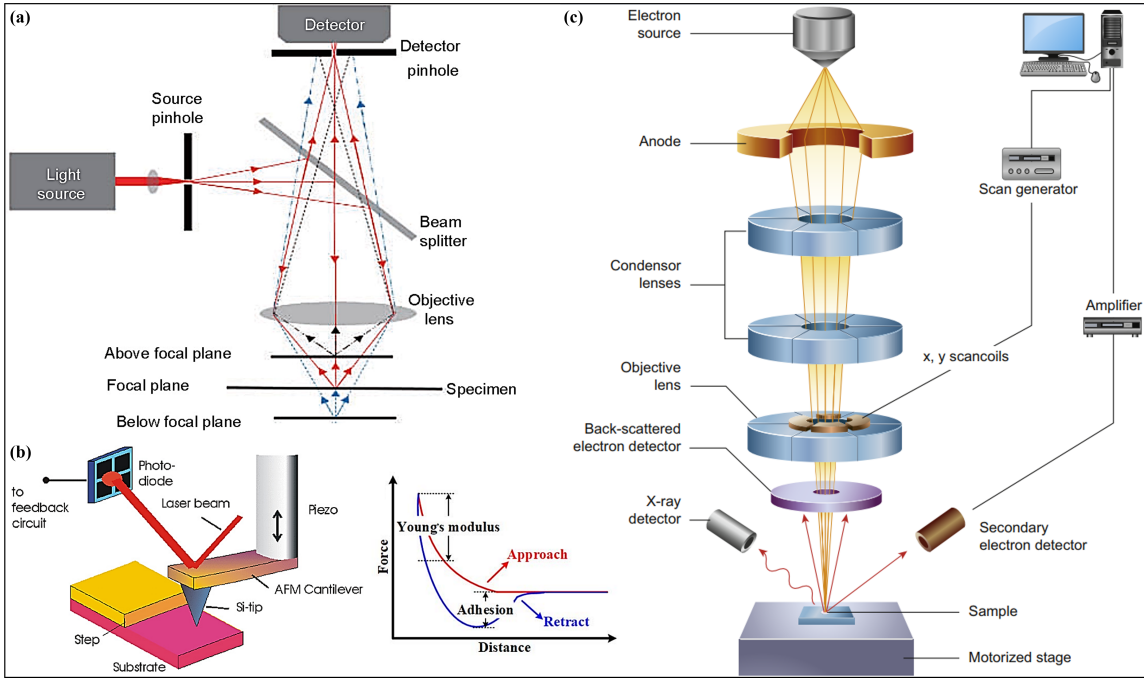 (a)
Detector
Detector
pinhole
Source
pinhole
Light
source
Beam
splitter
Objective
lens
Above focal plane
Focal plane
Specimen
Below focal plane
(b)
Photo-
diode
to
feedback
circuit
Laser beam
Piezo
AFM Cantilever
Si-tip
Step
Substrate
Force
Young's modulus
Approach
Adhesion
Retract
Distance
(c)
Electron
source
Anode
Scan generator
Condensor
lenses
Amplifier
x, y scancoils
Objective
lens
Back-scattered
electron detector
X-ray
detector
Secondary
electron detector
Sample
Motorized stage